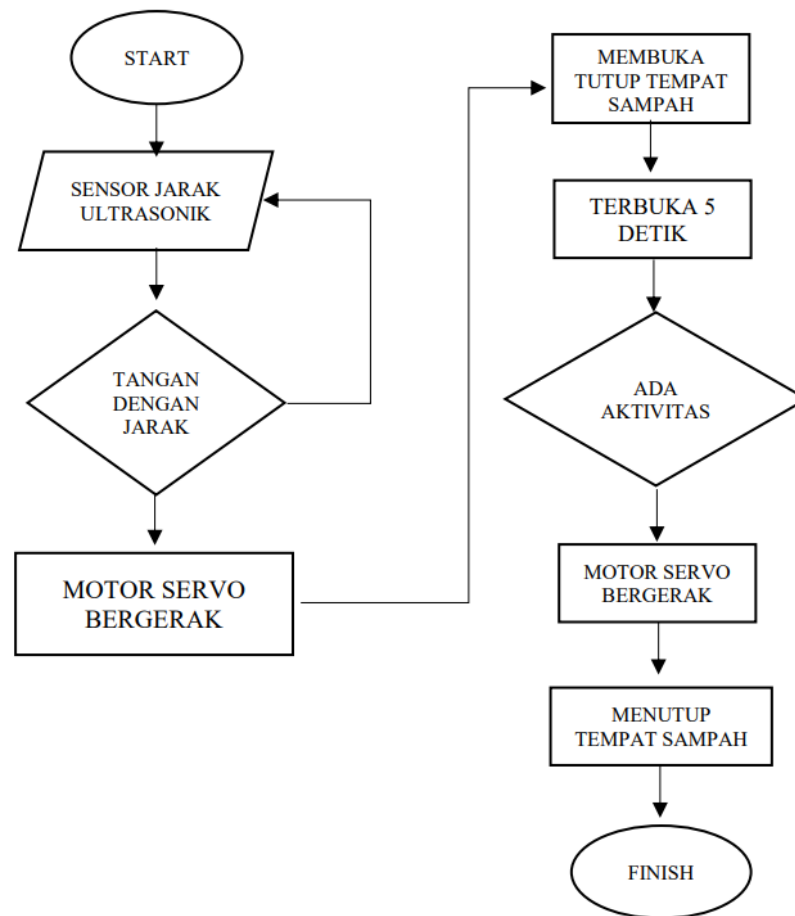 START
SENSOR JARAK
ULTRASONIK
TANGAN
DENGAN
JARAK
MOTOR SERVO
BERGERAK
MEMBUKA
TUTUP TEMPAT
SAMPAH
TERBUKA 5
DETIK
ADA
AKTIVITAS
MOTOR SERVO
BERGERAK
MENUTUP
TEMPAT SAMPAH
FINISH